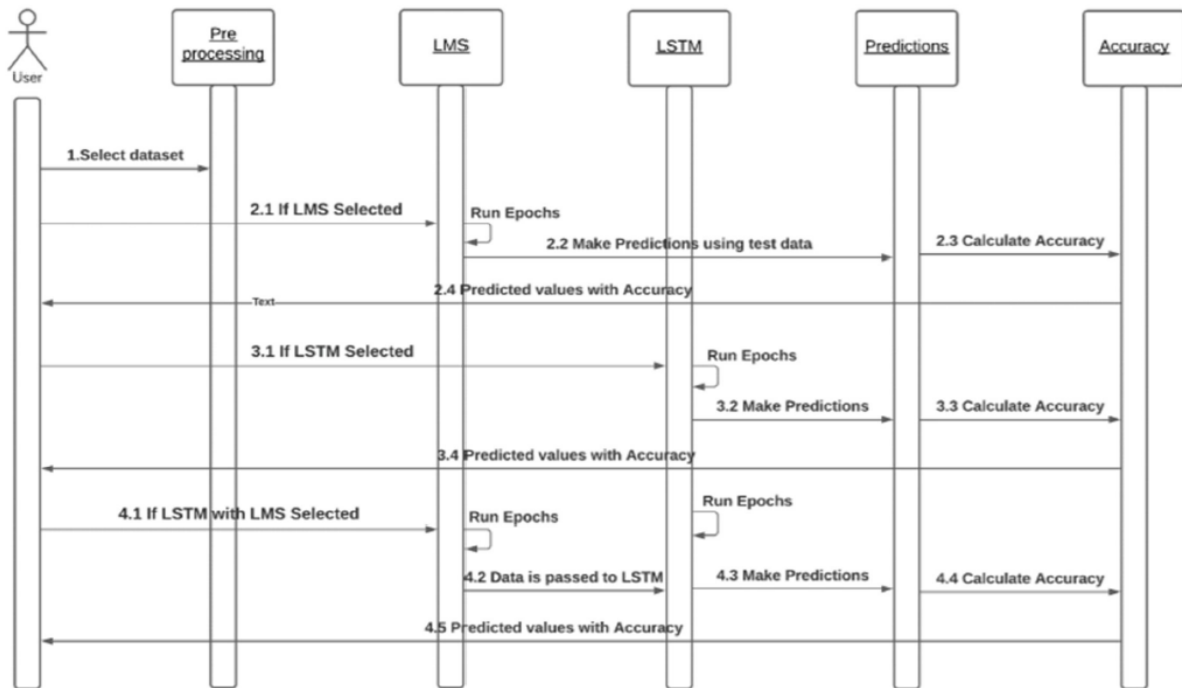 User
Pre
processing
LMS
LSTM
Predictions
Accuracy
1.Select dataset
2.1 If LMS Selected
Run Epochs
2.2 Make Predictions using test data
2.3 Calculate Accuracy
2.4 Predicted values with Accuracy
Text
3.1 If LSTM Selected
Run Epochs
3.2 Make Predictions
3.3 Calculate Accuracy
3.4 Predicted values with Accuracy
4.1 If LSTM with LMS Selected
Run Epochs
Run Epochs
4.2 Data is passed to LSTM
4.3 Make Predictions
4.4 Calculate Accuracy
4.5 Predicted values with Accuracy